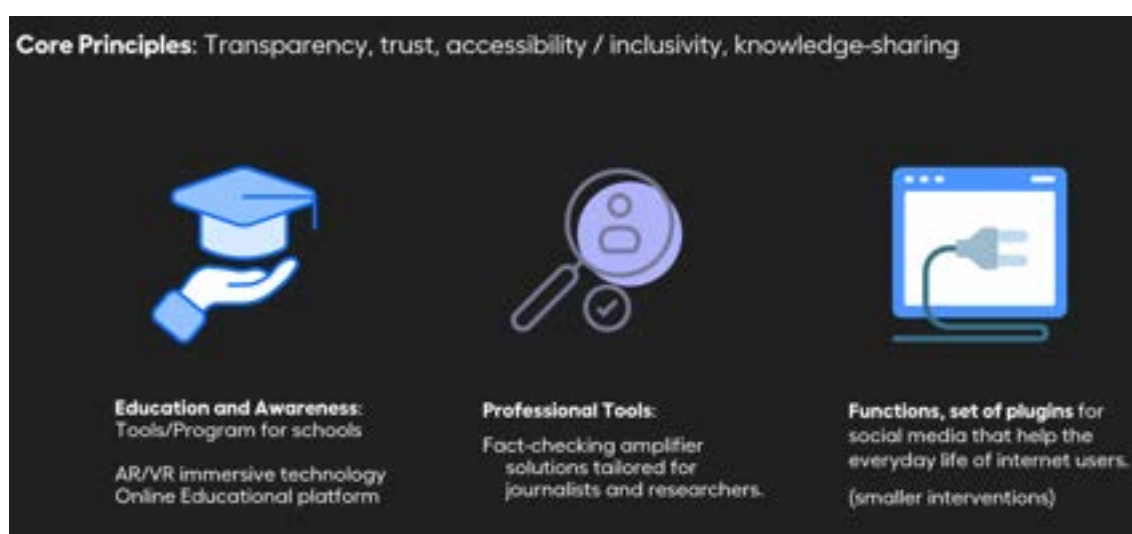 Core Principles: Transparency, trust, accessibility / inclusivity, knowledge-sharing
Education and Awareness:
Tools/Program for schools
AR/VR immersive technology
Online Educational platform
Professional Tools:
Fact-checking amplifier
solutions tailored for
journalists and researchers.
Functions, set of plugins for
social media that help the
everyday life of internet users.
(smaller interventions)